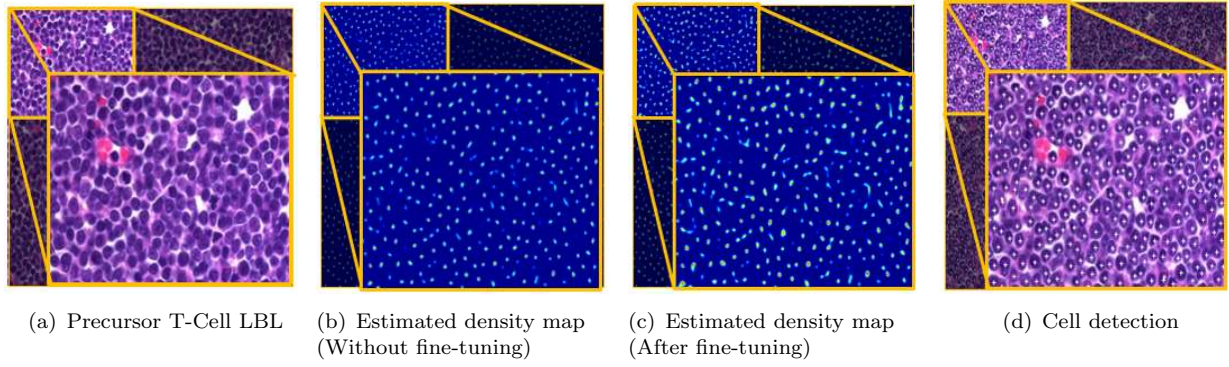 (a) Precursor T-Cell LBL
(b) Estimated density map
(Without fine-tuning)
(c) Estimated density map
(After fine-tuning)
(d) Cell detection